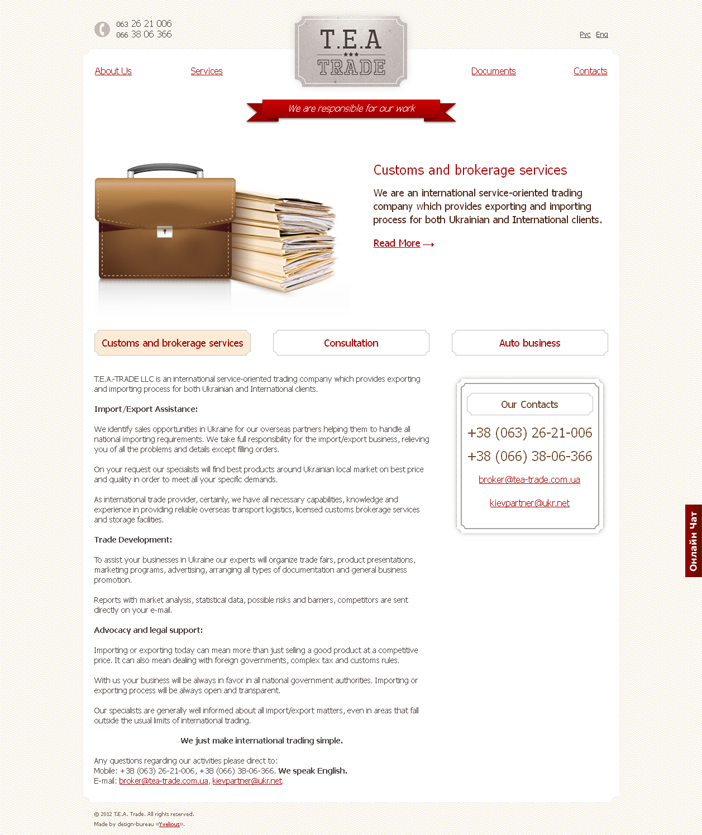 063 26 21 006
066 38 06 366
T.E.A
TRADE
Рус Eng
About Us
Services
Documents
Contacts
We are responsible for our work
Customs and brokerage services
We are an international service-oriented trading
company which provides exporting and importing
process for both Ukrainian and International clients.
Read More →
Customs and brokerage services
Consultation
Auto business
T.E.A.-TRADE LLC is an international service-oriented trading company which provides exporting
and importing process for both Ukrainian and International clients.
Import/Export Assistance:
We identify sales opportunities in Ukraine for our overseas partners helping them to handle all
national importing requirements. We take full responsibility for the import/export business, relieving
you of all the problems and details except filling orders.
On your request our specialists will find best products around Ukrainian local market on best price
and quality in order to meet all your specific demands.
As international trade provider, certainly, we have all necessary capabilities, knowledge and
experience in providing reliable overseas transport logistics, licensed customs brokerage services
and storage facilities.
Trade Development:
To assist your businesses in Ukraine our experts will organize trade fairs, product presentations,
marketing programs, advertising, arranging all types of documentation and general business
promotion.
Reports with market analysis, statistical data, possible risks and barriers, competitors are sent
directly on your e-mail.
Advocacy and legal support:
Importing or exporting today can mean more than just selling a good product at a competitive
price. It can also mean dealing with foreign governments, complex tax and customs rules.
With us your business will be always in favor in all national government authorities. Importing or
exporting process will be always open and transparent.
Our specialists are generally well informed about all import/export matters, even in areas that fall
outside the usual limits of international trading.
We just make international trading simple.
Any questions regarding our activities please direct to:
Mobile: +38 (063) 26-21-006, +38 (066) 38-06-366. We speak English.
E-mail: broker@tea-trade.com.ua, kievpartner@ukr.net.
Our Contacts
+38 (063) 26-21-006
+38 (066) 38-06-366
broker@tea-trade.com.ua
kievpartner@ukr.net
Онлайн Чат
© 2012 T.E.A. Trade. All rights reserved.
Made by design-bureau «Yvelious».